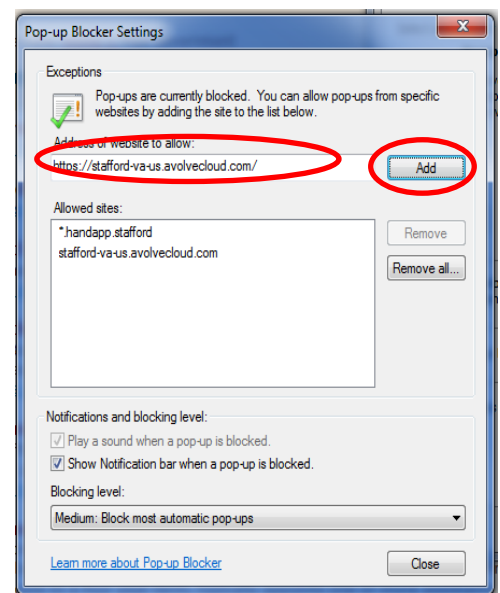 Pop-up Blocker Settings
Exceptions
Pop-ups are currently blocked. You can allow pop-ups from specific
websites by adding the site to the list below.
Address of website to allow:
https://stafford-va-us.avolvecloud.com/
Add
Allowed sites:
*.handapp.stafford
Remove
stafford-va-us.avolvecloud.com
Remove all...
Notifications and blocking level:
Play a sound when a pop-up is blocked.
Show Notification bar when a pop-up is blocked.
Blocking level:
Medium: Block most automatic pop-ups
Learn more about Pop-up Blocker
Close